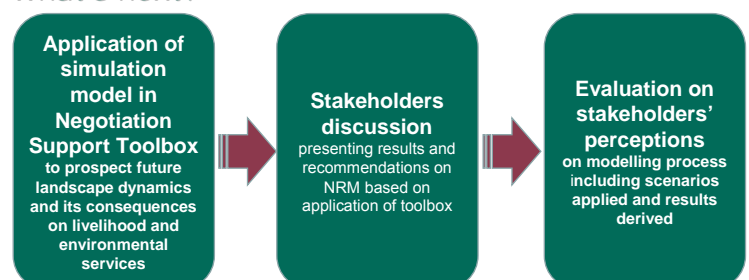 Application of
simulation
model in
Negotiation
Support Toolbox
to prospect future
landscape dynamics
and its consequences
on livelihood and
environmental
services
Stakeholders
discussion
presenting results and
recommendations on
NRM based on
application of toolbox
Evaluation on
stakeholders’
perceptions
on modelling process
including scenarios
applied and results
derived